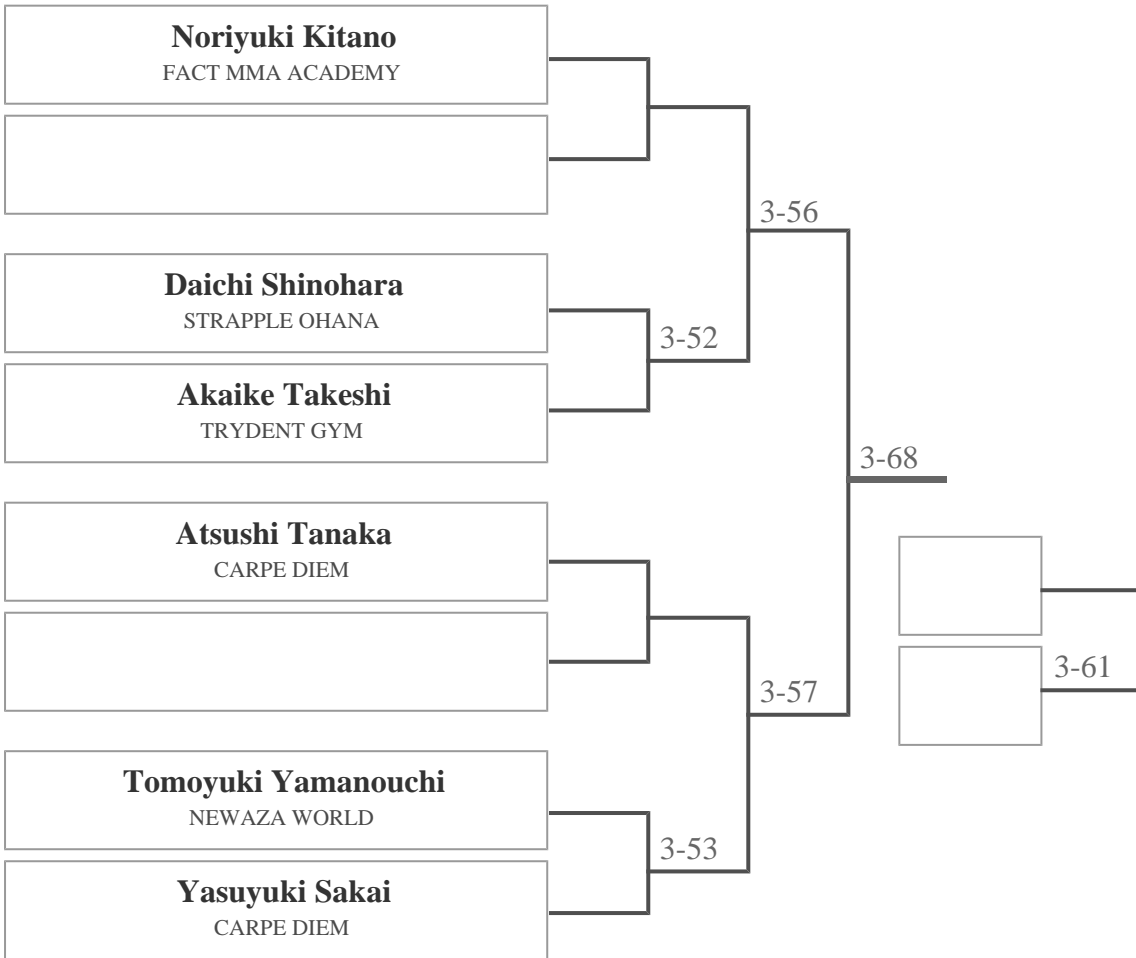 Noriyuki Kitano
FACT MMA ACADEMY
3-56
Daichi Shinohara
STRAPPLE OHANA
3-52
Akaike Takeshi
TRYDENT GYM
3-68
Atsushi Tanaka
CARPE DIEM
3-61
3-57
Tomoyuki Yamanouchi
NEWAZA WORLD
3-53
Yasuyuki Sakai
CARPE DIEM